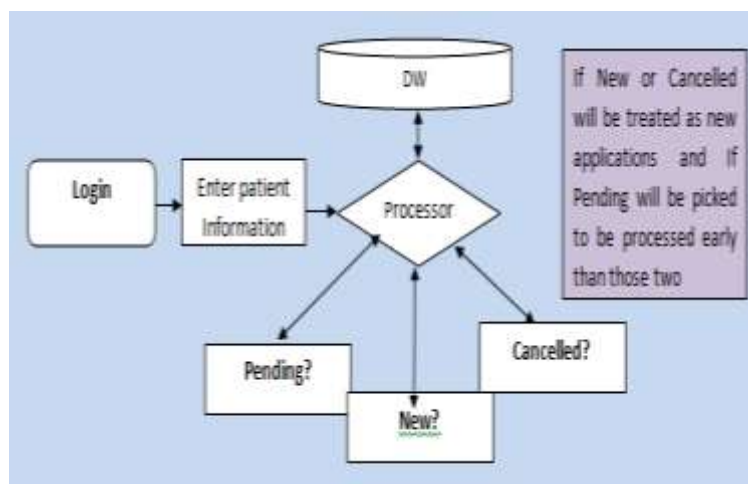 DW
Login
Enter patient
Information
Processor
Pending?
New?
Cancelled?
If New or Cancelled
will be treated as new
applications and If
Pending will be picked
to be processed early
than those two